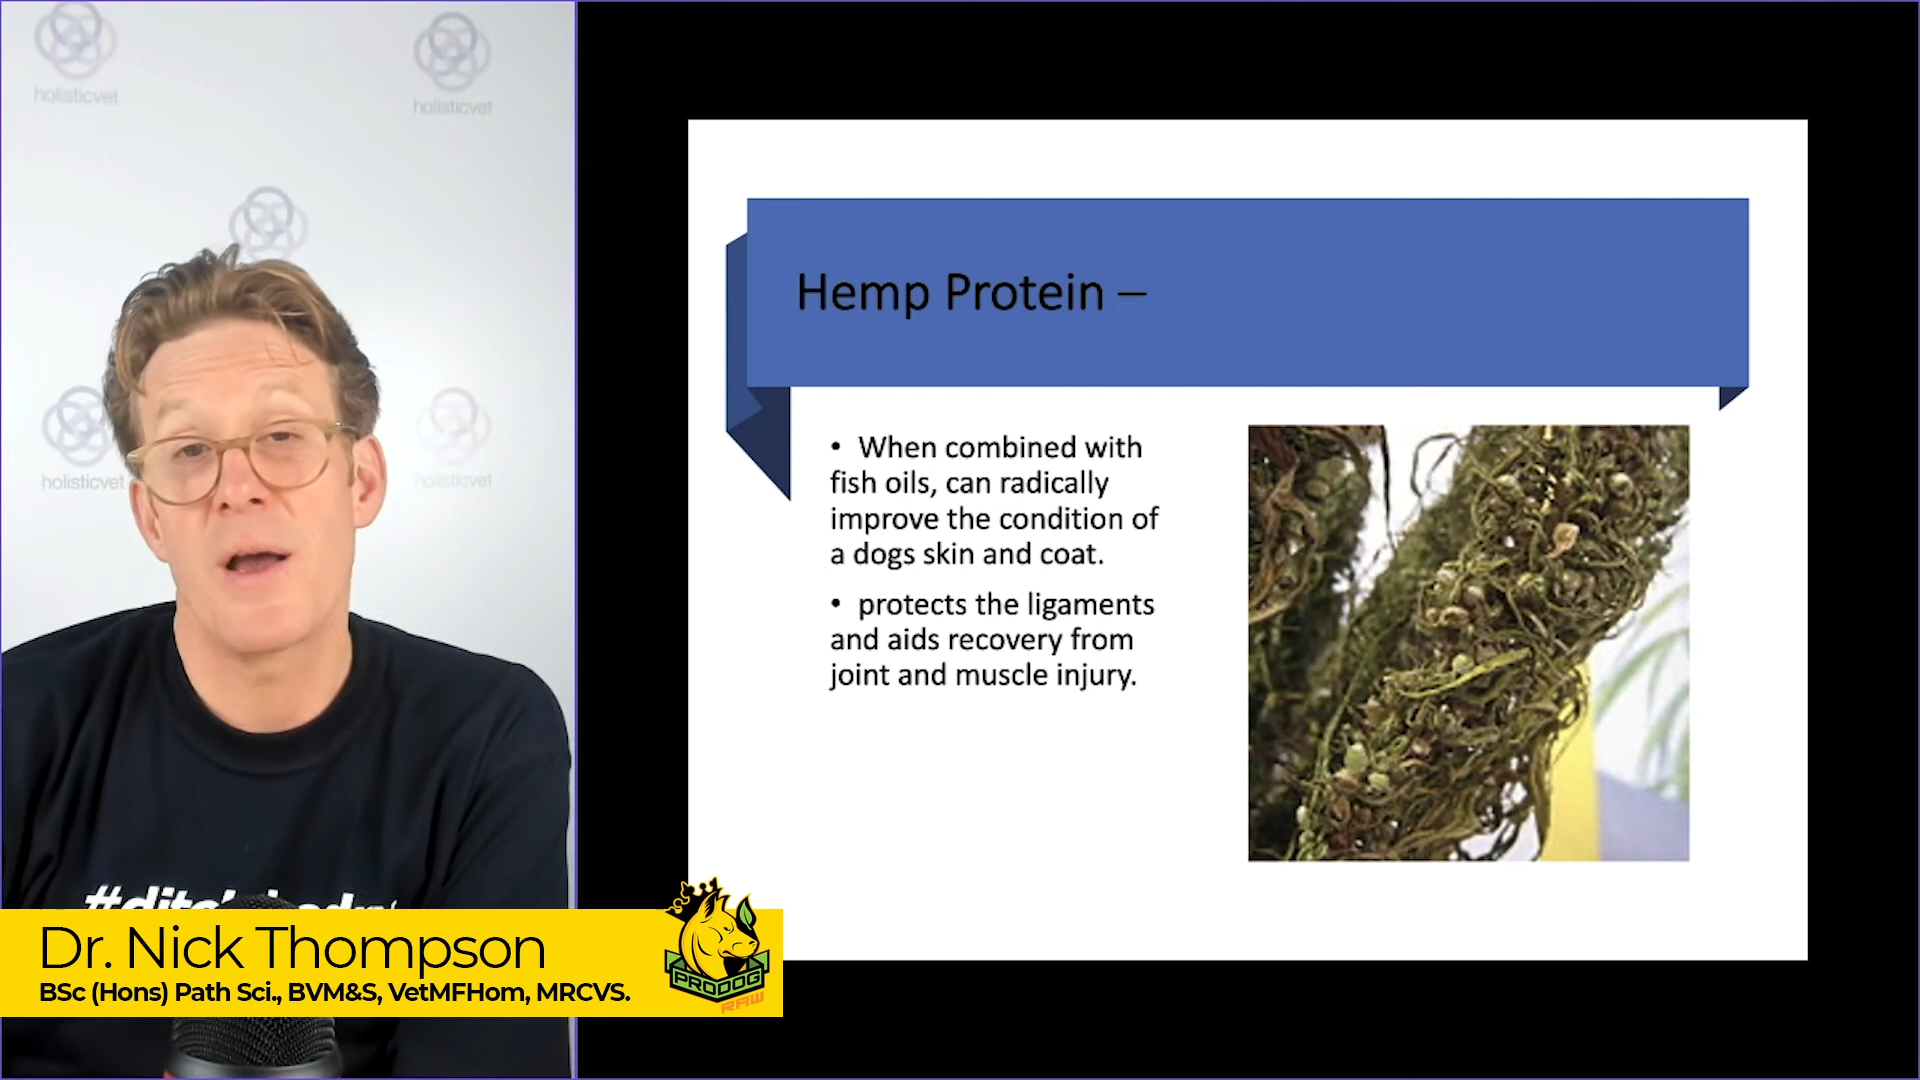 holisticvet
holisticvet
holisticvet
holisticvet
Hemp Protein –
• When combined with
fish oils, can radically
improve the condition of
a dogs skin and coat.
• protects the ligaments
and aids recovery from
joint and muscle injury.
Dr. Nick Thompson
BSc (Hons) Path Sci., BVM&S, VetMFHom, MRCVS.
PRODOG
RAW